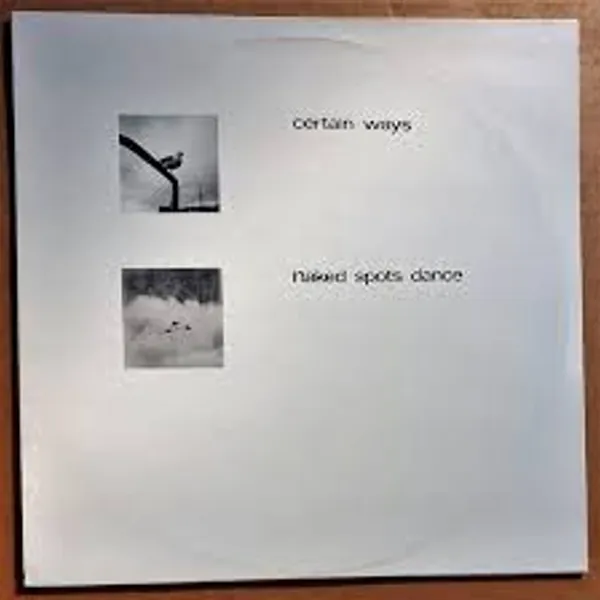 certain ways
naked spots dance